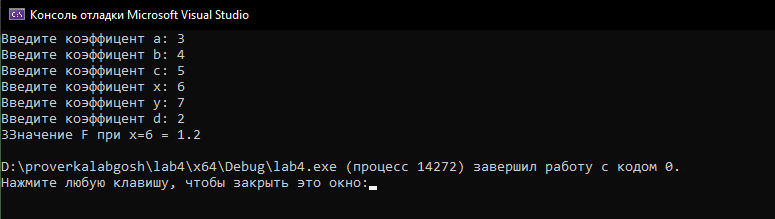 Консоль отладки Microsoft Visual Studio
Введите коэффицент a: 3
Введите коэффицент b: 4
Введите коэффицент c: 5
Введите коэффицент x: 6
Введите коэффицент y: 7
Введите коэффицент d: 2
ЗЗначение F при x=6 = 1.2
D:\proverkalabgosh\lab4\x64\Debug\lab4.exe (процесс 14272) завершил работу с кодом 0.
Нажмите любую клавишу, чтобы закрыть это окно: